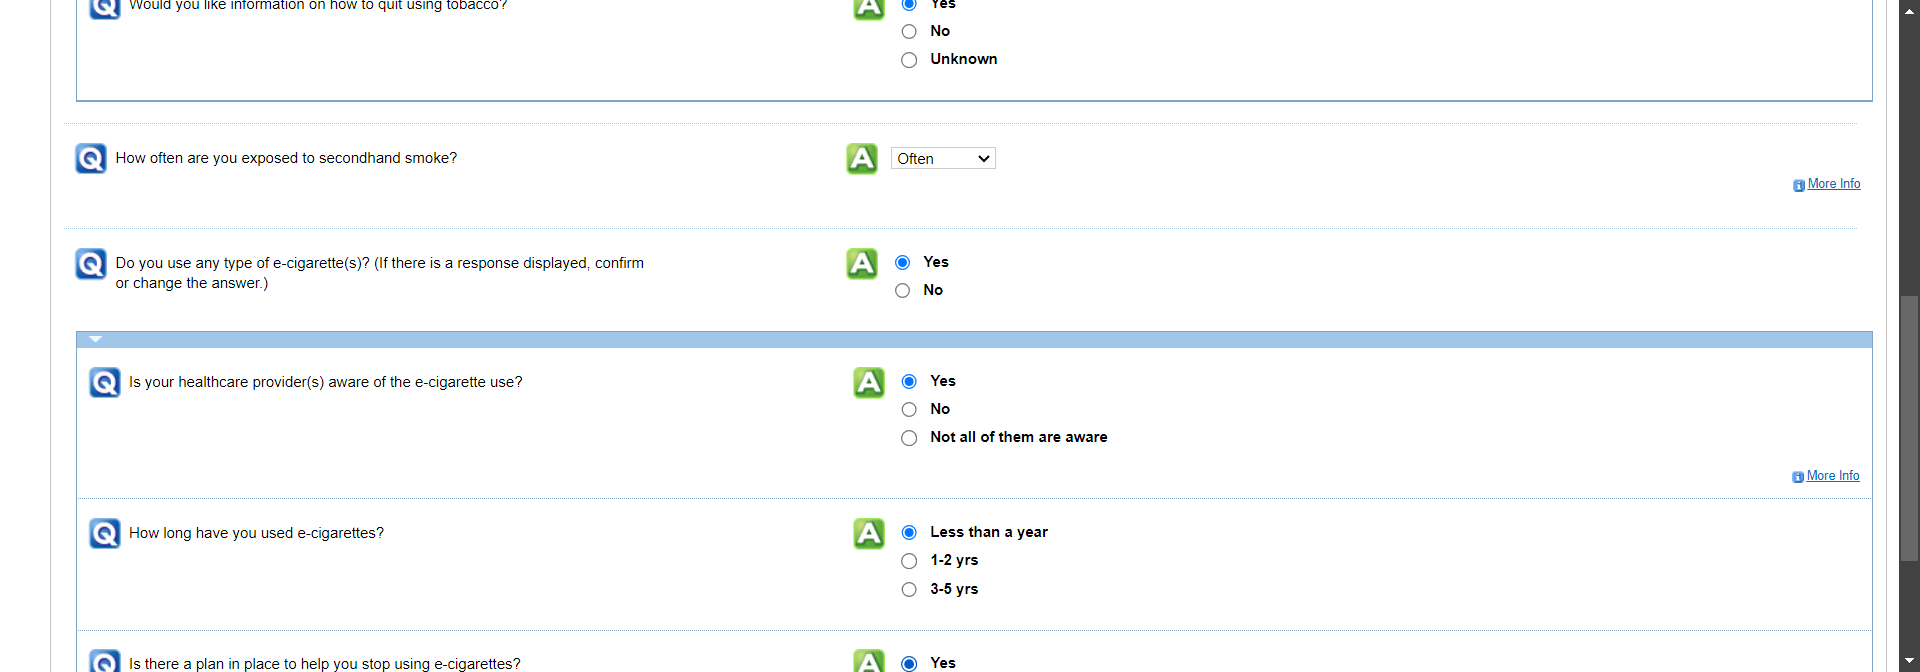 Would you like information on how to quit using tobacco?
Yes
No
Unknown
How often are you exposed to secondhand smoke?
Often
More Info
Do you use any type of e-cigarette(s)? (If there is a response displayed, confirm
or change the answer.)
Yes
No
Is your healthcare provider(s) aware of the e-cigarette use?
Yes
No
Not all of them are aware
More Info
How long have you used e-cigarettes?
Less than a year
1-2 yrs
3-5 yrs
Is there a plan in place to help you stop using e-cigarettes?
Yes